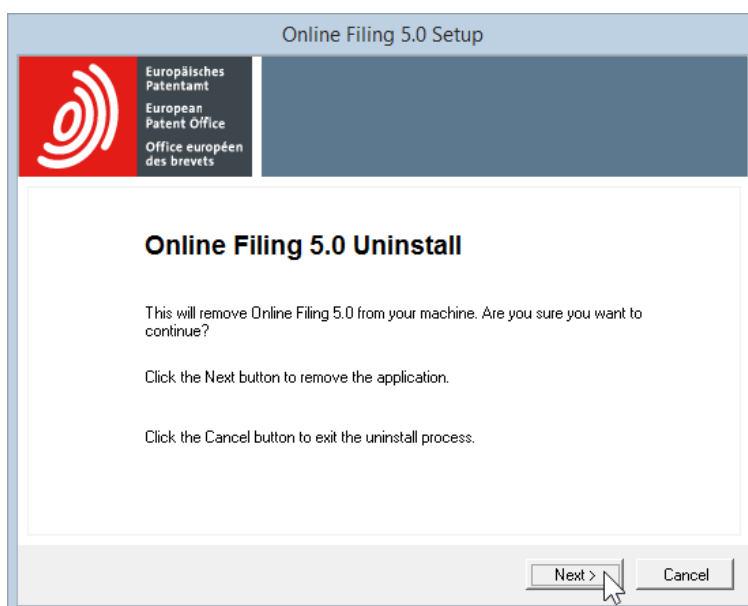 Online Filing 5.0 Setup
Europäisches
Patentamt
European
Patent Office
Office européen
des brevets
Online Filing 5.0 Uninstall
This will remove Online Filing 5.0 from your machine. Are you sure you want to
continue?
Click the Next button to remove the application.
Click the Cancel button to exit the uninstall process.
Next >
Cancel